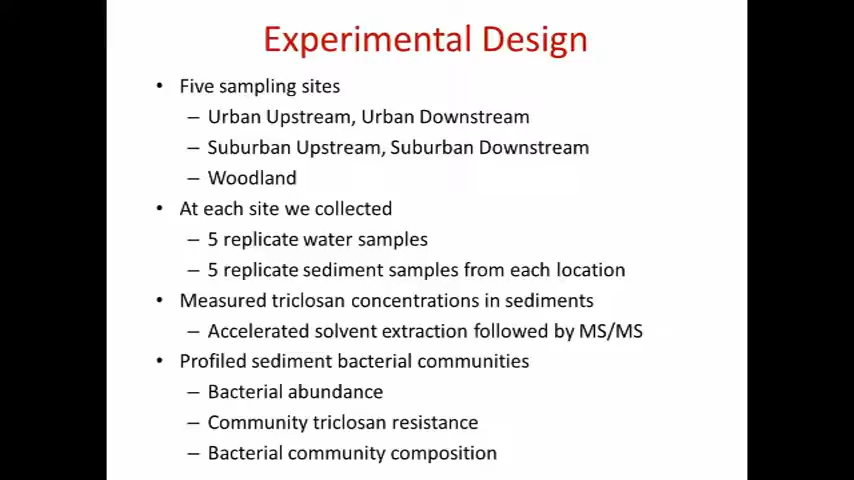 Experimental Design
• Five sampling sites
– Urban Upstream, Urban Downstream
– Suburban Upstream, Suburban Downstream
– Woodland
• At each site we collected
– 5 replicate water samples
– 5 replicate sediment samples from each location
• Measured triclosan concentrations in sediments
– Accelerated solvent extraction followed by MS/MS
• Profiled sediment bacterial communities
– Bacterial abundance
– Community triclosan resistance
– Bacterial community composition